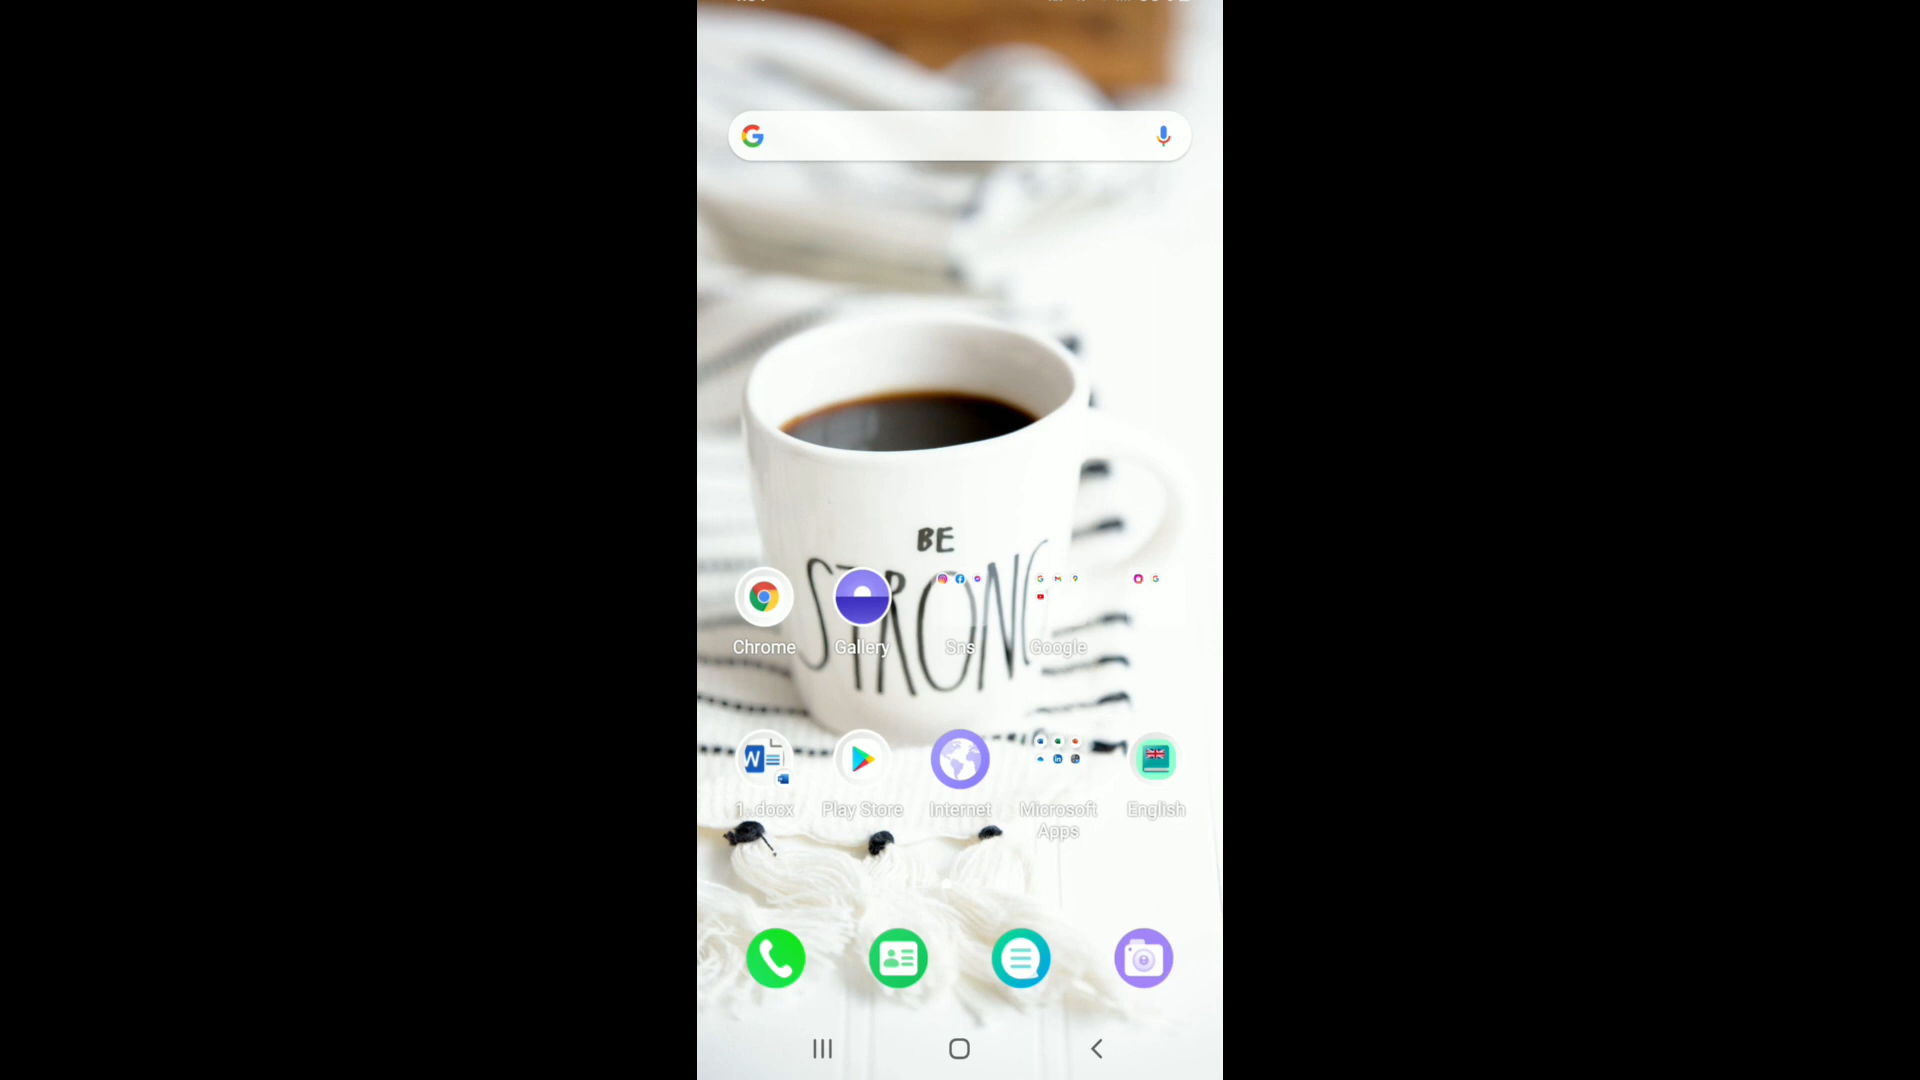 BE
STRONG
Chrome
Gallery
Sns
Google
1...docx
Play Store
Internet
Microsoft
Apps
English